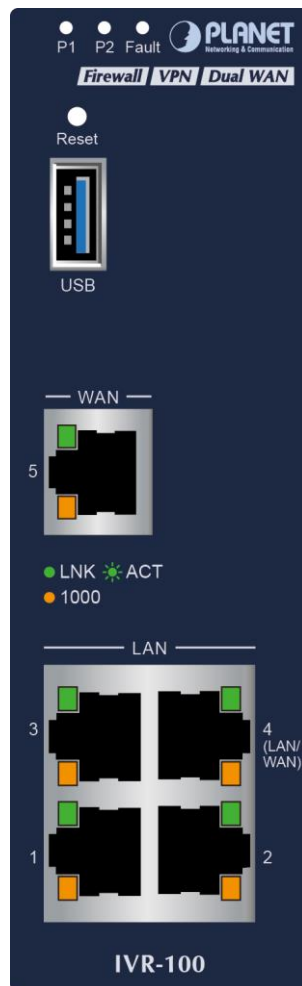 P1 P2 Fault PLANET
Networking & Communication
Firewall VPN Dual WAN
Reset
USB
WAN
5
LNK ACT
1000
LAN
3 4
(LAN/
WAN)
1 2
IVR-100